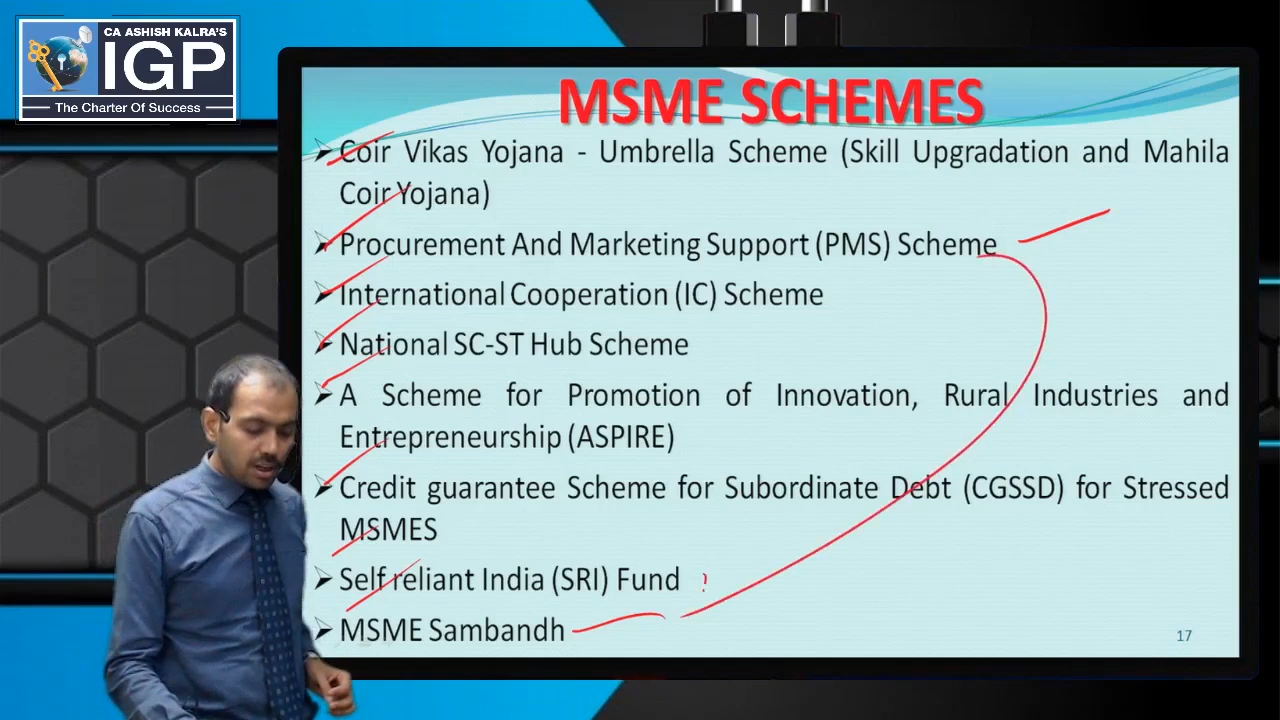 CA ASHISH KALRA'S
IGP
The Charter Of Success
MSME SCHEMES
➢ Coir Vikas Yojana - Umbrella Scheme (Skill Upgradation and Mahila
Coir Yojana)
➢ Procurement And Marketing Support (PMS) Scheme
➢ International Cooperation (IC) Scheme
➢ National SC-ST Hub Scheme
➢ A Scheme for Promotion of Innovation, Rural Industries and
Entrepreneurship (ASPIRE)
➢ Credit guarantee Scheme for Subordinate Debt (CGSSD) for Stressed
MSMES
➢ Self reliant India (SRI) Fund ?
➢ MSME Sambandh
17